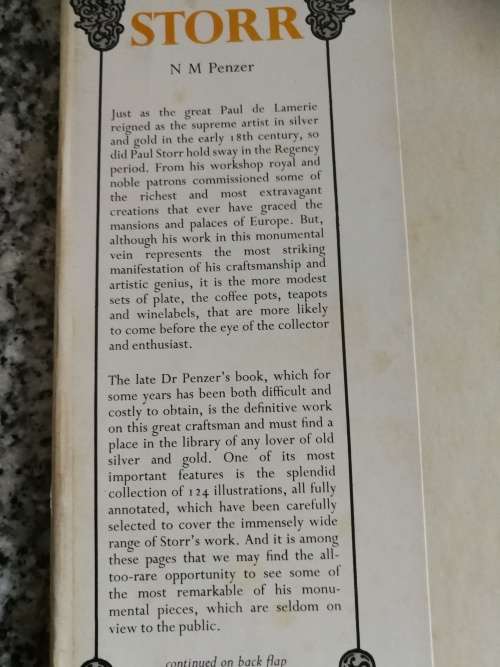 STORR
N M Penzer
Just as the great Paul de Lamerie
reigned as the supreme artist in silver
and gold in the early 18th century, so
did Paul Storr hold sway in the Regency
period. From his workshop royal and
noble patrons commissioned some of
the richest and most extravagant
creations that ever have graced the
mansions and palaces of Europe. But,
although his work in this monumental
vein represents the most striking
manifestation of his craftsmanship and
artistic genius, it is the more modest
sets of plate, the coffee pots, teapots
and winelabels, that are more likely
to come before the eye of the collector
and enthusiast.
The late Dr Penzer's book, which for
some years has been both difficult and
costly to obtain, is the definitive work
on this great craftsman and must find a
place in the library of any lover of old
silver and gold. One of its most
important features is the splendid
collection of 124 illustrations, all fully
annotated, which have been carefully
selected to cover the immensely wide
range of Storr's work. And it is among
these pages that we may find the all-
too-rare opportunity to see some of
the most remarkable of his monu-
mental pieces, which are seldom on
view to the public.
continued on back flap